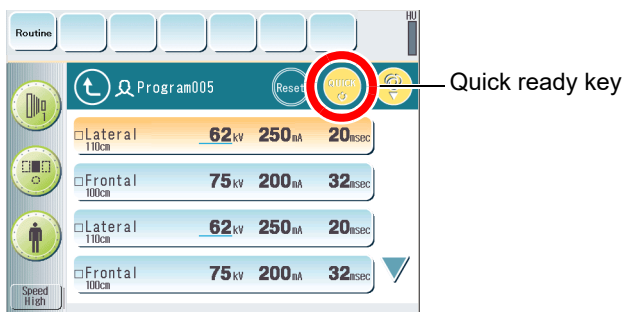 HU
Routine
Program005
Reset
QUICK
Quick ready key
1
□Lateral 62kV 250mA 20msec
110cm
□Frontal 75kV 200mA 32msec
100cm
□Lateral 62kV 250mA 20msec
110cm
□Frontal 75kV 200mA 32msec
100cm
Speed
High